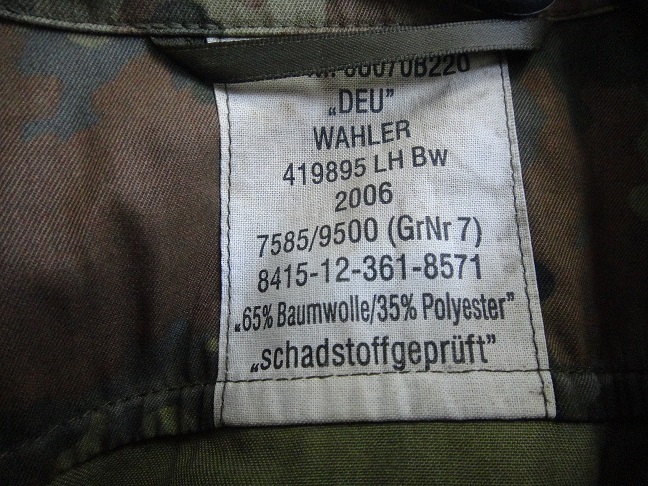 „DEU”
WAHLER
419895 LH Bw
2006
7585/9500 (GrNr 7)
8415-12-361-8571
„65% Baumwolle/35% Polyester”
„schadstoffgeprüft”